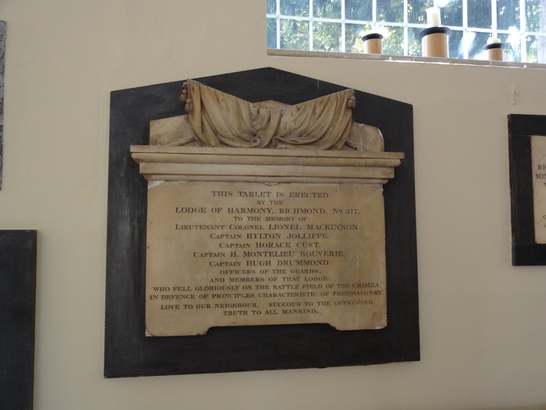 THIS TABLET IS ERECTED
BY THE
LODGE OF HARMONY, RICHMOND, No 317,
TO THE MEMORY OF
LIEUTENANT COLONEL LIONEL MACKINNON.
CAPTAIN HYLTON JOLLIFFE.
CAPTAIN HORACE CUST.
CAPTAIN H. MONTELIEU BOUVERIE.
CAPTAIN HUGH DRUMMOND.
OFFICERS OF THE GUARDS,
AND MEMBERS OF THAT LODGE,
WHO FELL GLORIOUSLY ON THE BATTLE FIELD OF THE CRIMEA,
IN DEFENCE OF PRINCIPLES CHARACTERISTIC OF FREEMASONRY
LOVE TO OUR NEIGHBOUR, SUCCOUR TO THE OPPRESSED,
TRUTH TO ALL MANKIND.